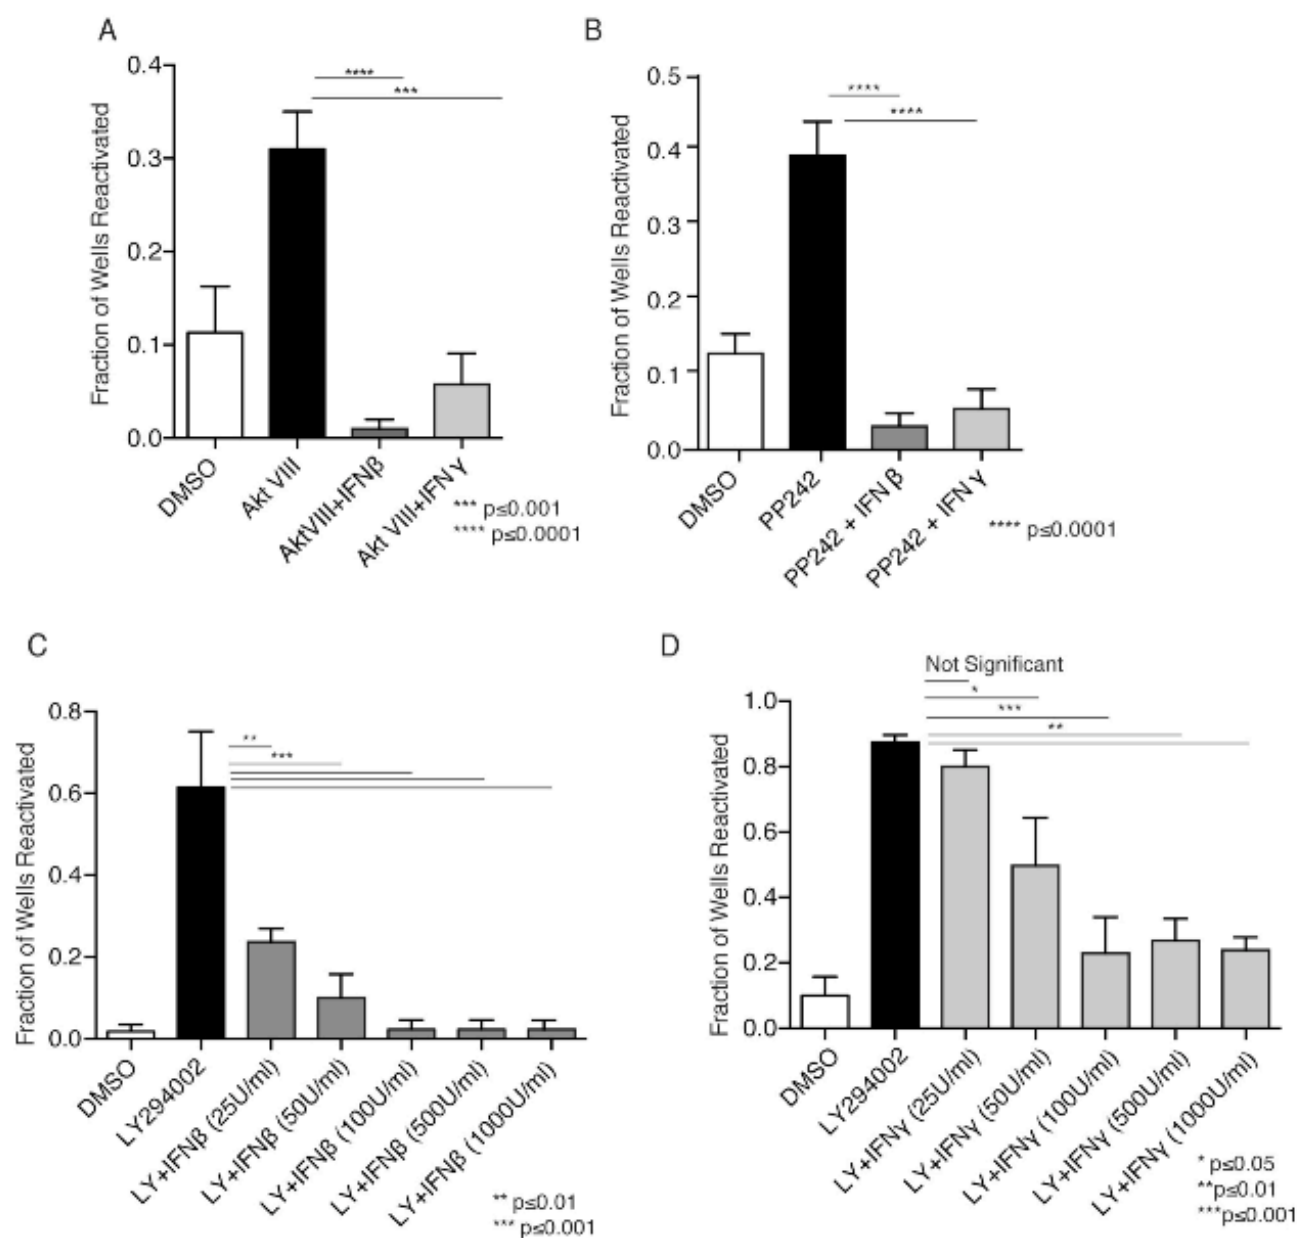 A
Fraction of Wells Reactivated
0.4
0.3
0.2
0.1
0.0
****
***
DMSO
Akt VIII
AktVIII+IFNβ
Akt VIII+IFN γ
*** p≤0.001
**** p≤0.0001
B
Fraction of Wells Reactivated
0.5
0.4
0.3
0.2
0.1
0.0
****
****
DMSO
PP242
PP242 + IFN β
PP242 + IFN γ
**** p≤0.0001
C
Fraction of Wells Reactivated
0.8
0.6
0.4
0.2
0.0
**
***
DMSO
LY294002
LY+IFNβ (25U/ml)
LY+IFNβ (50U/ml)
LY+IFNβ (100U/ml)
LY+IFNβ (500U/ml)
LY+IFNβ (1000U/ml)
** p≤0.01
*** p≤0.001
D
Fraction of Wells Reactivated
1.0
0.8
0.6
0.4
0.2
0.0
Not Significant
*
***
**
DMSO
LY294002
LY+IFNγ (25U/ml)
LY+IFNγ (50U/ml)
LY+IFNγ (100U/ml)
LY+IFNγ (500U/ml)
LY+IFNγ (1000U/ml)
* p≤0.05
**p≤0.01
***p≤0.001